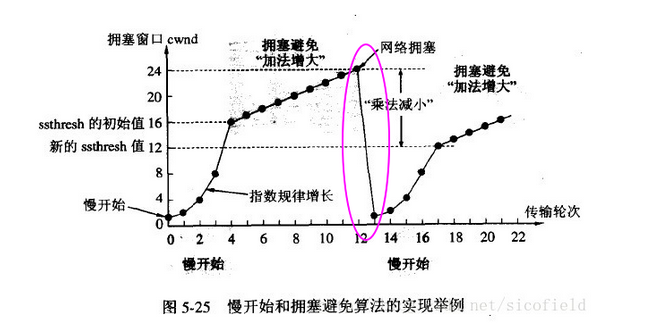 拥塞窗口 cwnd
拥塞避免
“加法增大”
网络拥塞
拥塞避免
“加法增大”
24
20
“乘法减小”
ssthresh 的初始值 16
新的 ssthresh 值 12
8
4
0
慢开始
指数规律增长
传输轮次
0 2 4 6 8 10 12 14 16 18 20 22
慢开始
慢开始
图 5-25 慢开始和拥塞避免算法的实现举例
net/sicofield